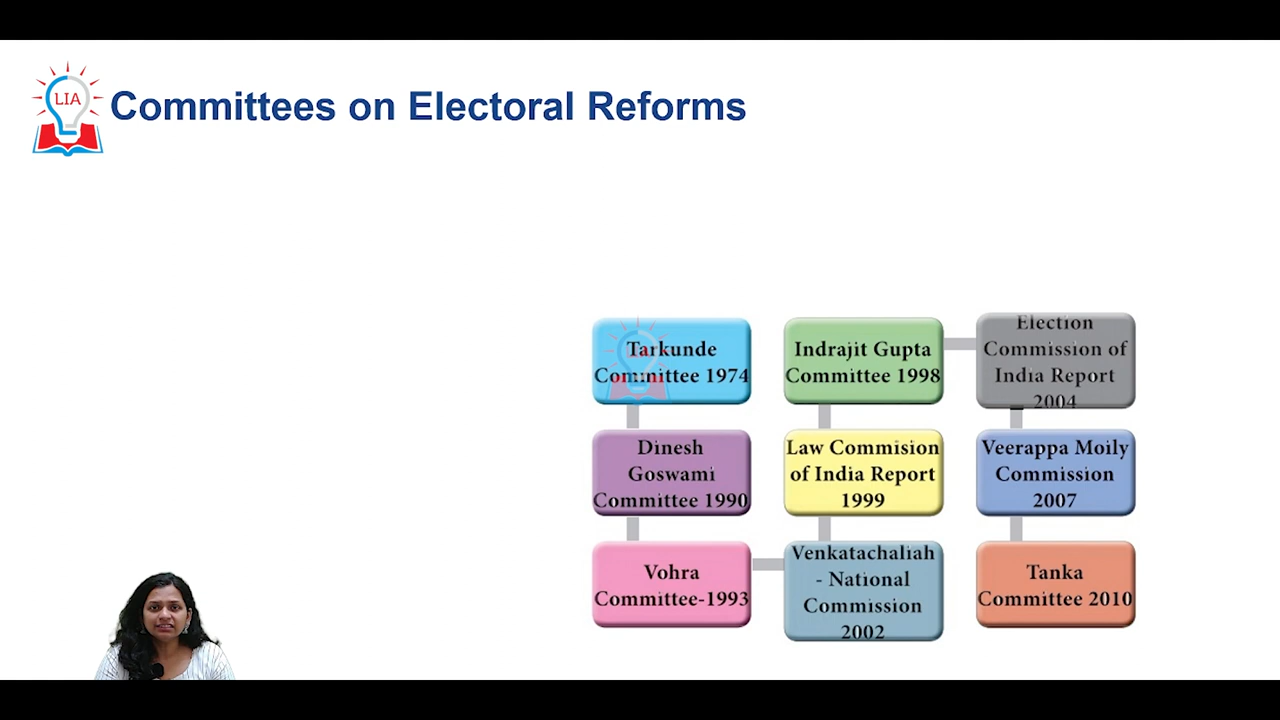 LIA
Committees on Electoral Reforms
Tarkunde
Committee 1974
Dinesh
Goswami
Committee 1990
Vohra
Committee-1993
Indrajit Gupta
Committee 1998
Law Commision
of India Report
1999
Venkatachaliah
- National
Commission
2002
Election
Commission of
India Report
2004
Veerappa Moily
Commission
2007
Tanka
Committee 2010